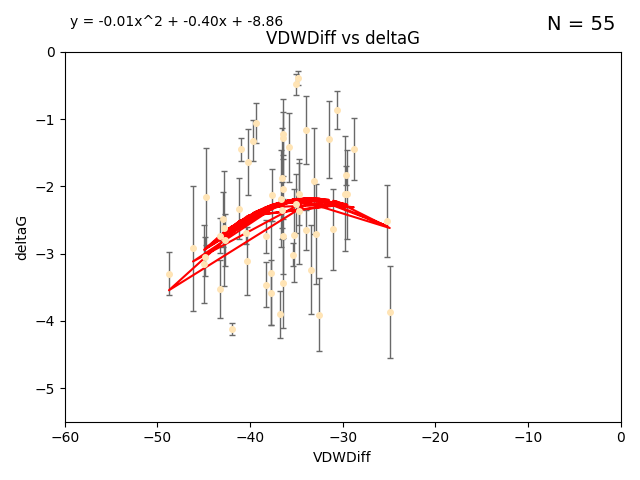 y = -0.01x^2 + -0.40x + -8.86
N = 55
VDWDiff vs deltaG
0
−1
−2
−3
−4
−5
deltaG
−60 −50 −40 −30 −20 −10 0
VDWDiff